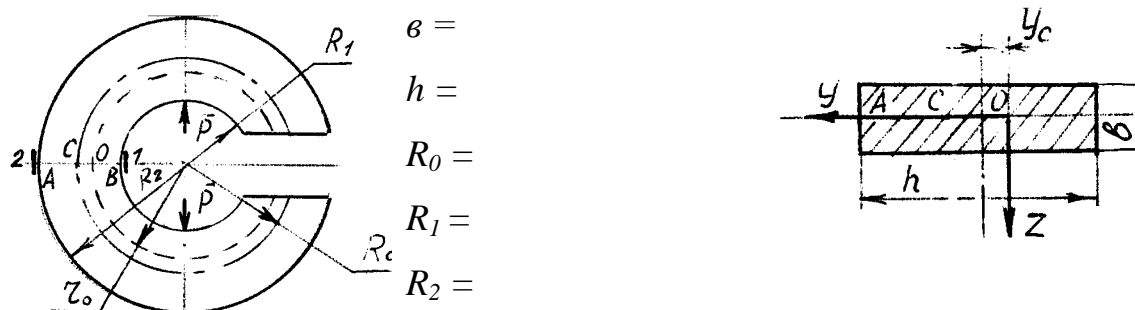 в =
h =
R₀ =
R₁ =
R₂ =
R₁
P
2
C
O
1
A
B
R₂
P
R₀
r₀
y_c
y
A
C
O
в
h
z